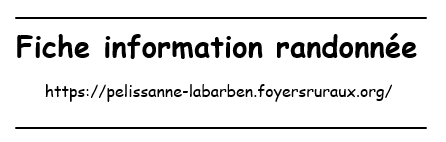 Fiche information randonnée
https://pelissanne-labarben.foyersruraux.org/